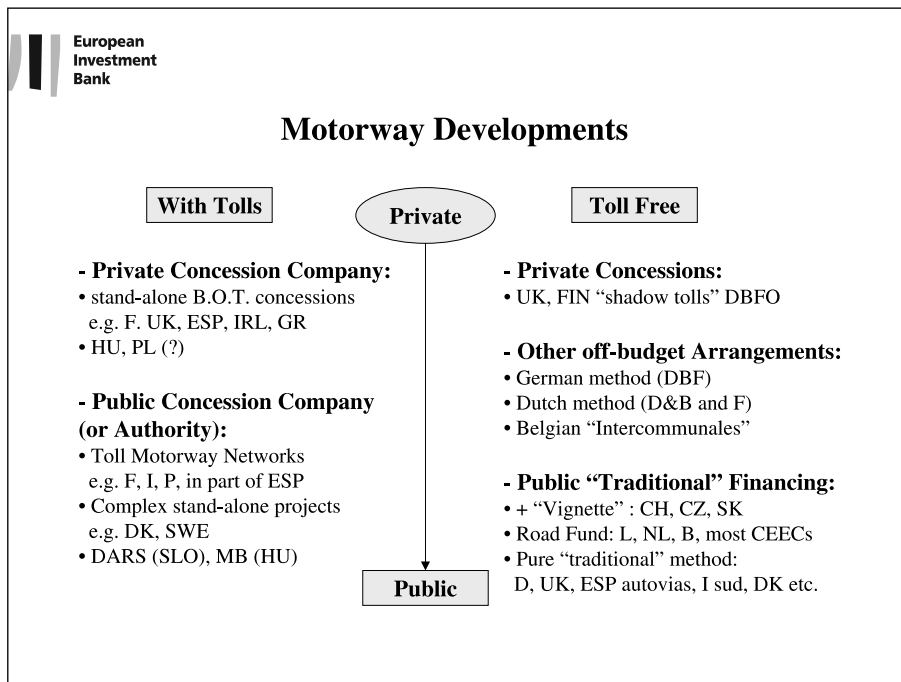 European
Investment
Bank
Motorway Developments
With Tolls
Private
Toll Free
- Private Concession Company:
• stand-alone B.O.T. concessions
e.g. F. UK, ESP, IRL, GR
• HU, PL (?)
- Public Concession Company
(or Authority):
• Toll Motorway Networks
e.g. F, I, P, in part of ESP
• Complex stand-alone projects
e.g. DK, SWE
• DARS (SLO), MB (HU)
- Private Concessions:
• UK, FIN “shadow tolls” DBFO
- Other off-budget Arrangements:
• German method (DBF)
• Dutch method (D&B and F)
• Belgian “Intercommunales”
- Public “Traditional” Financing:
• + “Vignette” : CH, CZ, SK
• Road Fund: L, NL, B, most CEECs
• Pure “traditional” method:
D, UK, ESP autovias, I sud, DK etc.
Public